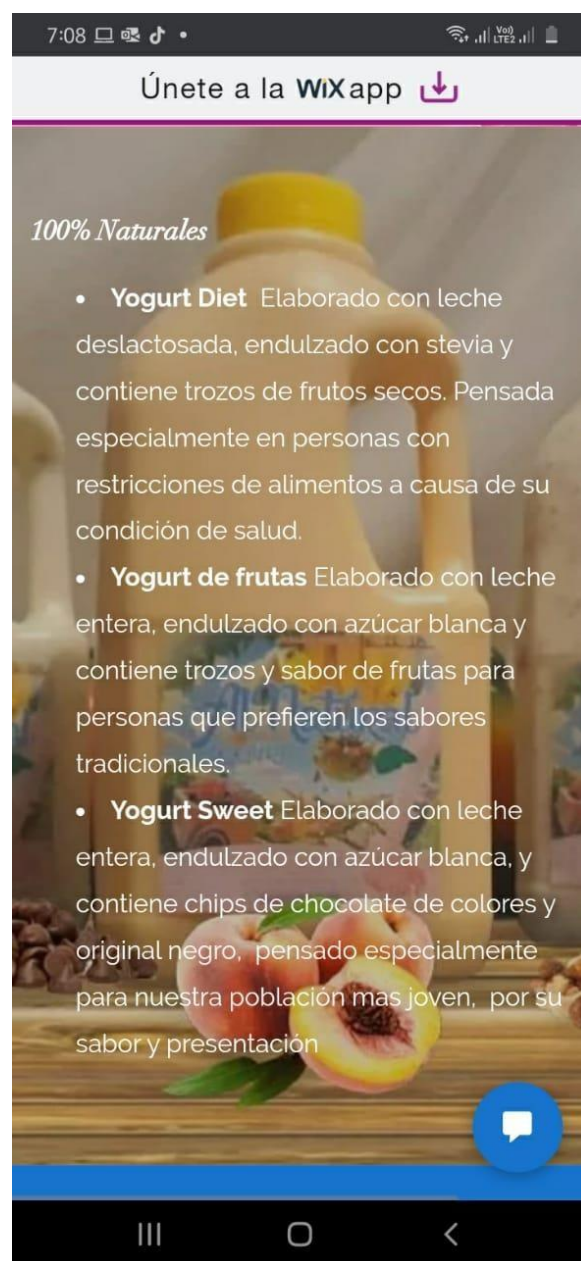 7:08
Vo)) LTE2
Únete a la WiX app
100% Naturales
• Yogurt Diet Elaborado con leche
deslactosada, endulzado con stevia y
contiene trozos de frutos secos. Pensada
especialmente en personas con
restricciones de alimentos a causa de su
condición de salud.
• Yogurt de frutas Elaborado con leche
entera, endulzado con azúcar blanca y
contiene trozos y sabor de frutas para
personas que prefieren los sabores
tradicionales.
• Yogurt Sweet Elaborado con leche
entera, endulzado con azúcar blanca, y
contiene chips de chocolate de colores y
original negro, pensado especialmente
para nuestra población mas joven, por su
sabor y presentación